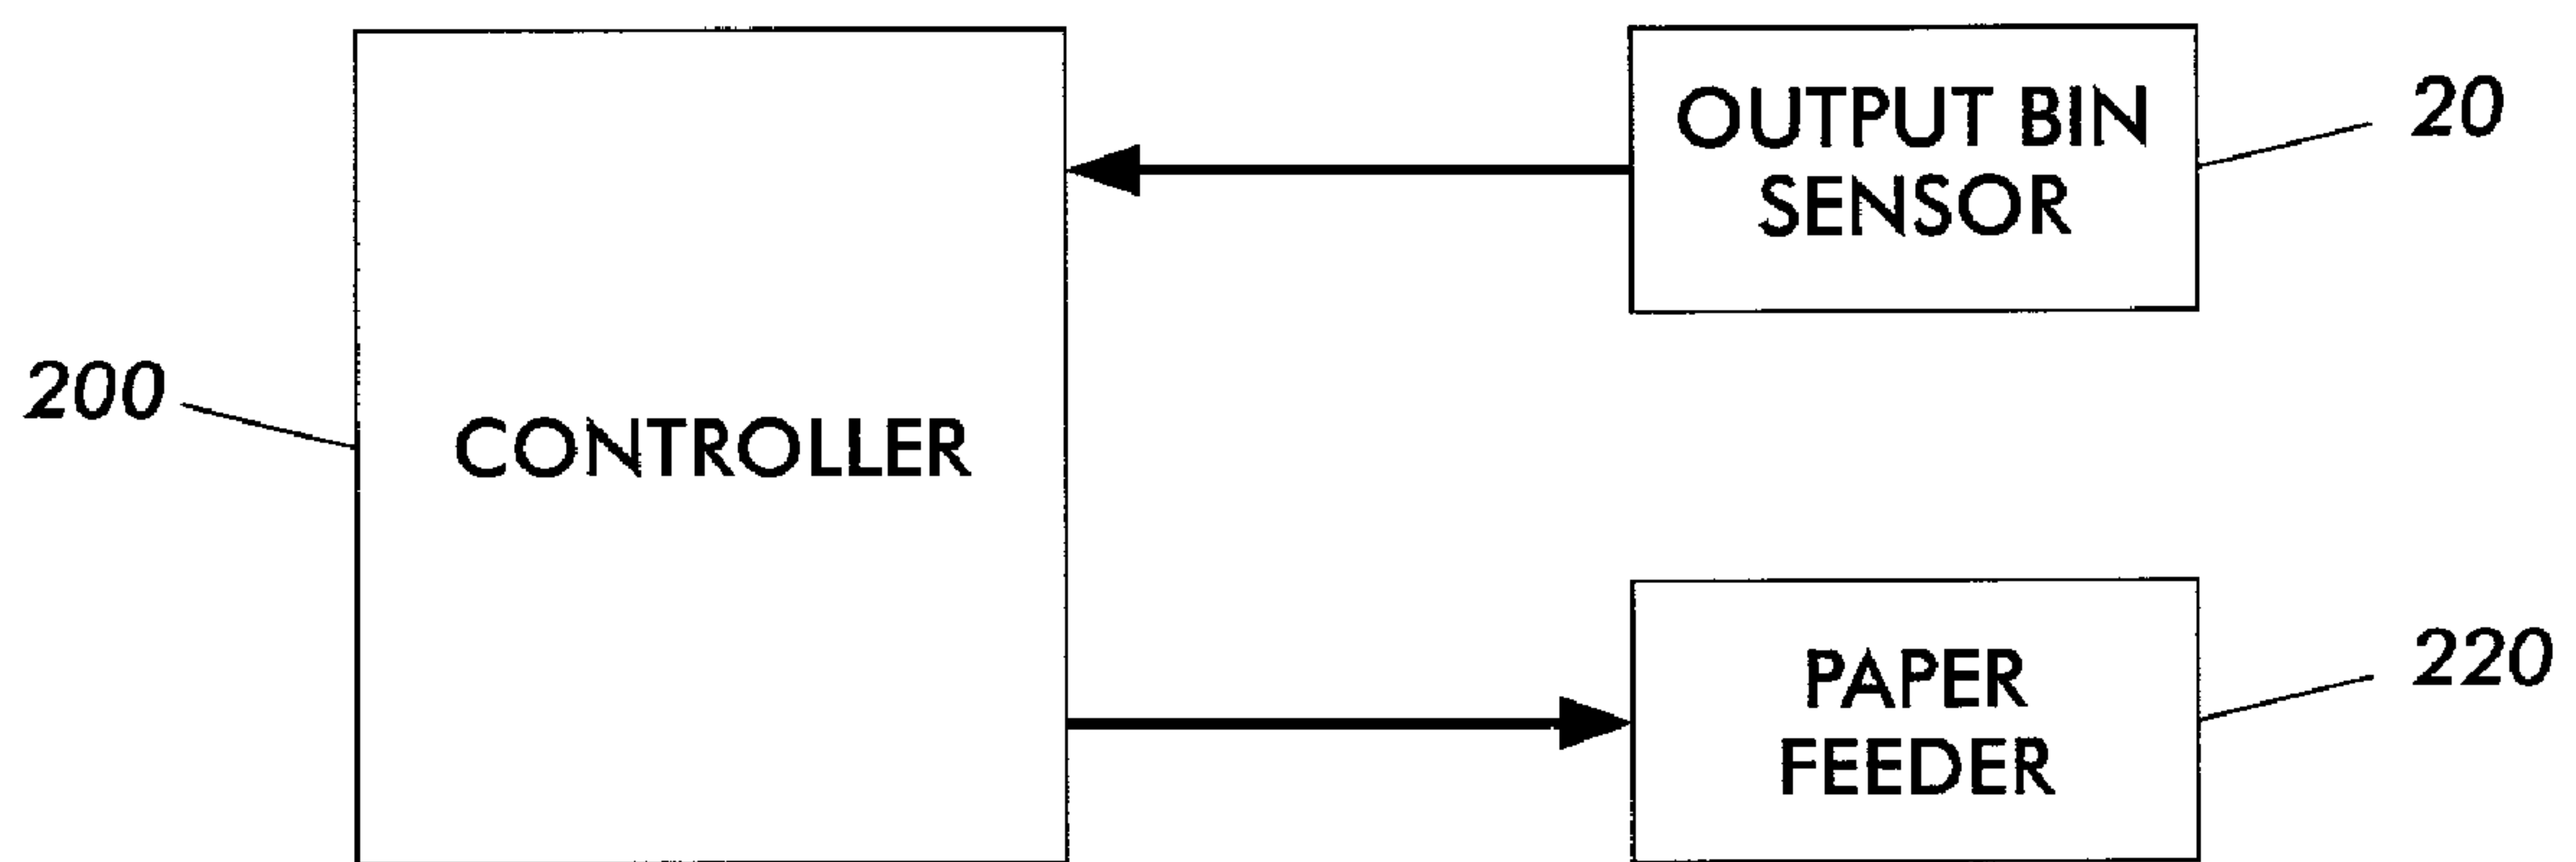 OUTPUT BIN
SENSOR
20
200
CONTROLLER
PAPER
FEEDER
220